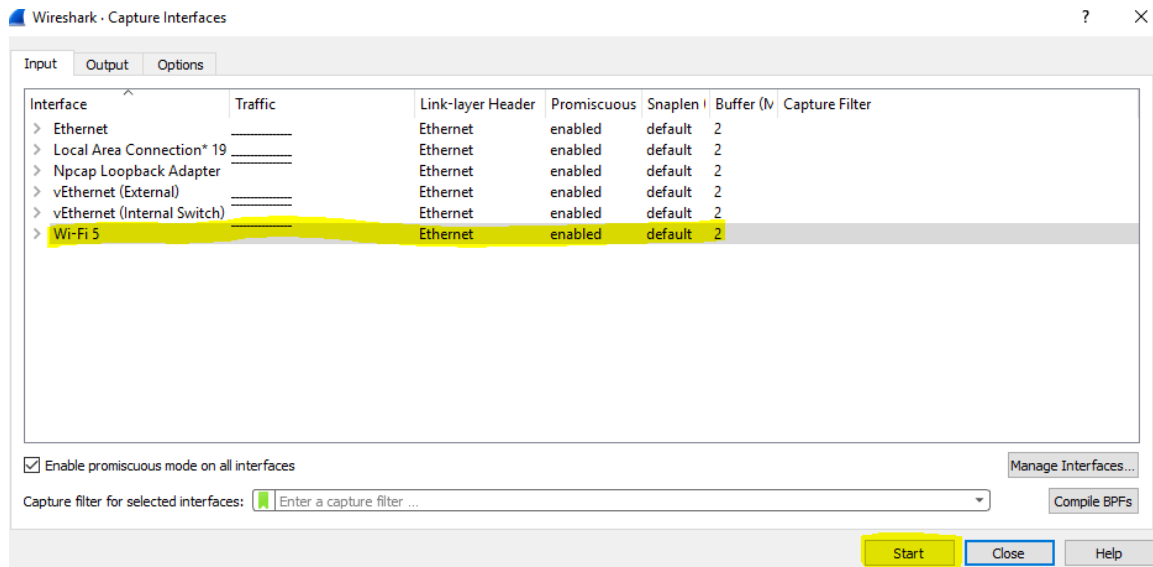 Wireshark · Capture Interfaces ? ×
Input Output Options
Interface Traffic Link-layer Header Promiscuous Snaplen ( Buffer (M Capture Filter
Ethernet Ethernet enabled default 2
Local Area Connection* 19 Ethernet enabled default 2
Npcap Loopback Adapter Ethernet enabled default 2
vEthernet (External) Ethernet enabled default 2
vEthernet (Internal Switch) Ethernet enabled default 2
Wi-Fi 5 Ethernet enabled default 2
Enable promiscuous mode on all interfaces Manage Interfaces...
Capture filter for selected interfaces: Enter a capture filter ... Compile BPFs
Start Close Help